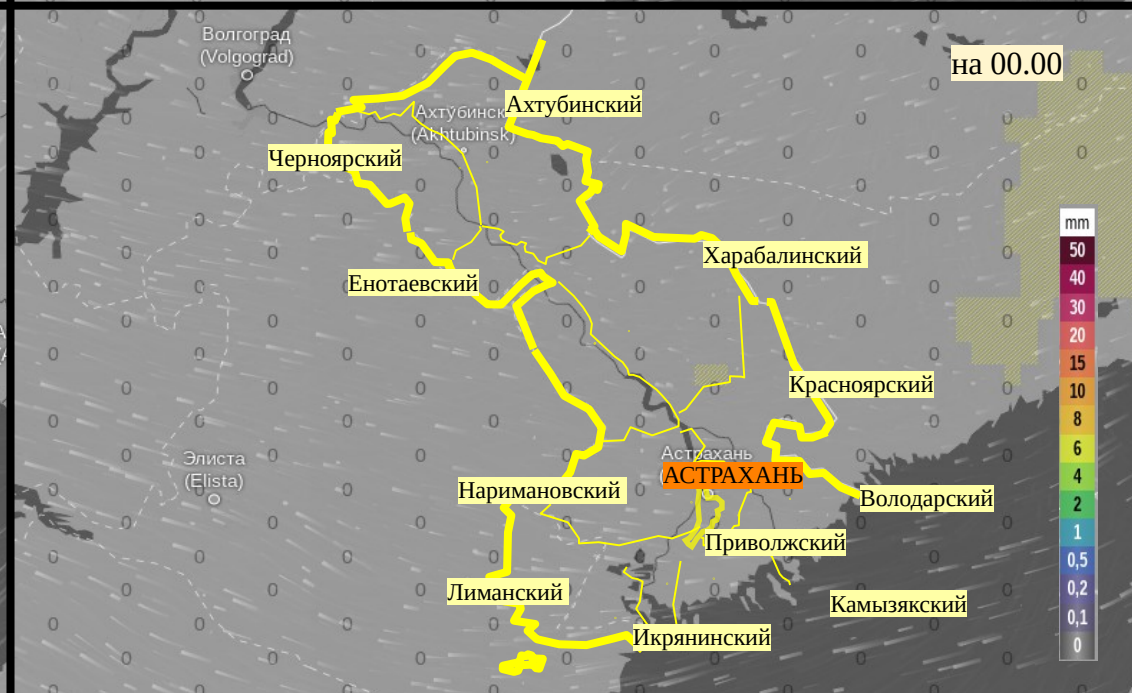 Волгоград
(Volgograd)
на 00.00
Ахтубинск
(Akhtubinsk)
Ахтубинский
Черноярский
Харабалинский
Енотаевский
mm
50
40
30
20
15
10
8
6
4
2
1
0,5
0,2
0,1
0
Красноярский
Элиста
(Elista)
Астрахань
АСТРАХАНЬ
Наримановский
Володарский
Приволжский
Лиманский
Камызякский
Икрянинский